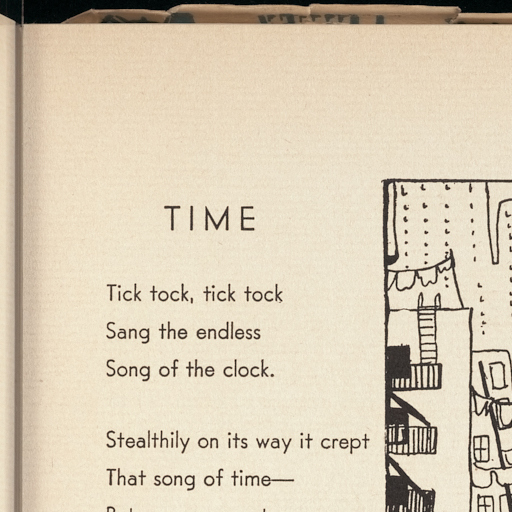 TIME
Tick tock, tick tock
Sang the endless
Song of the clock.
Stealthily on its way it crept
That song of time—